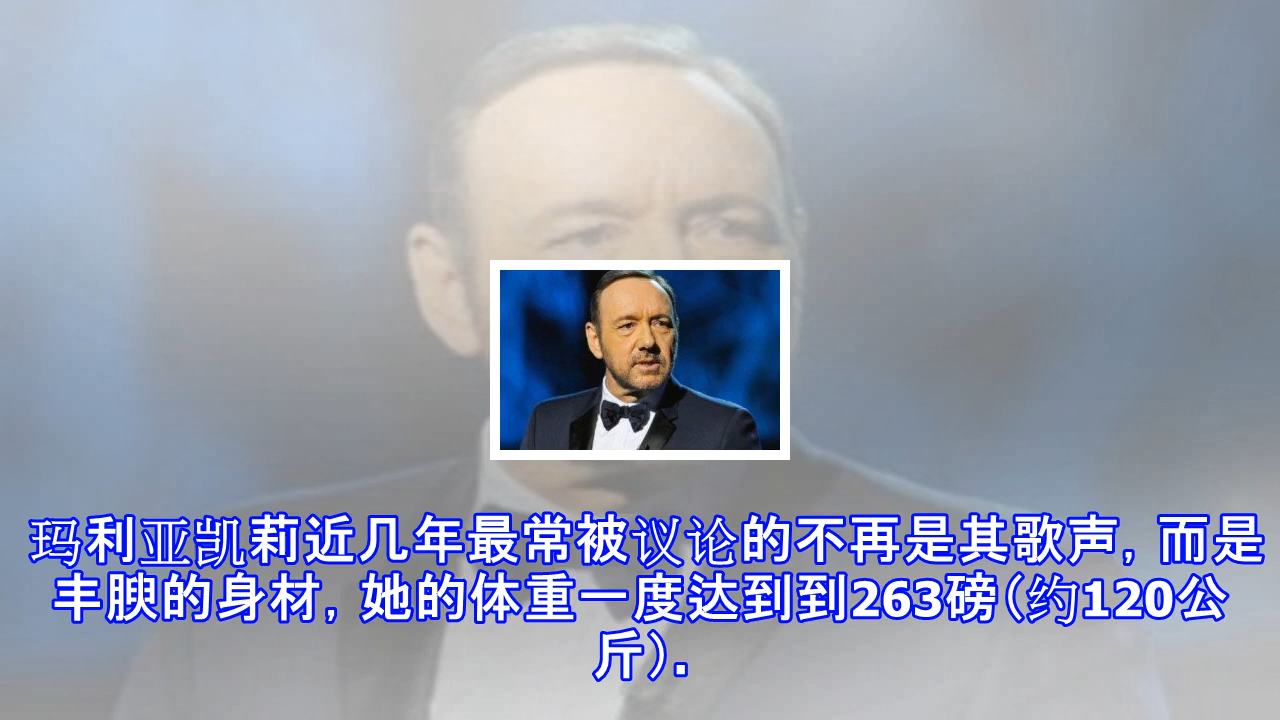 玛利亚凯莉近几年最常被议论的不再是其歌声, 而是
丰腴的身材, 她的体重一度达到到263磅(约120公
斤).